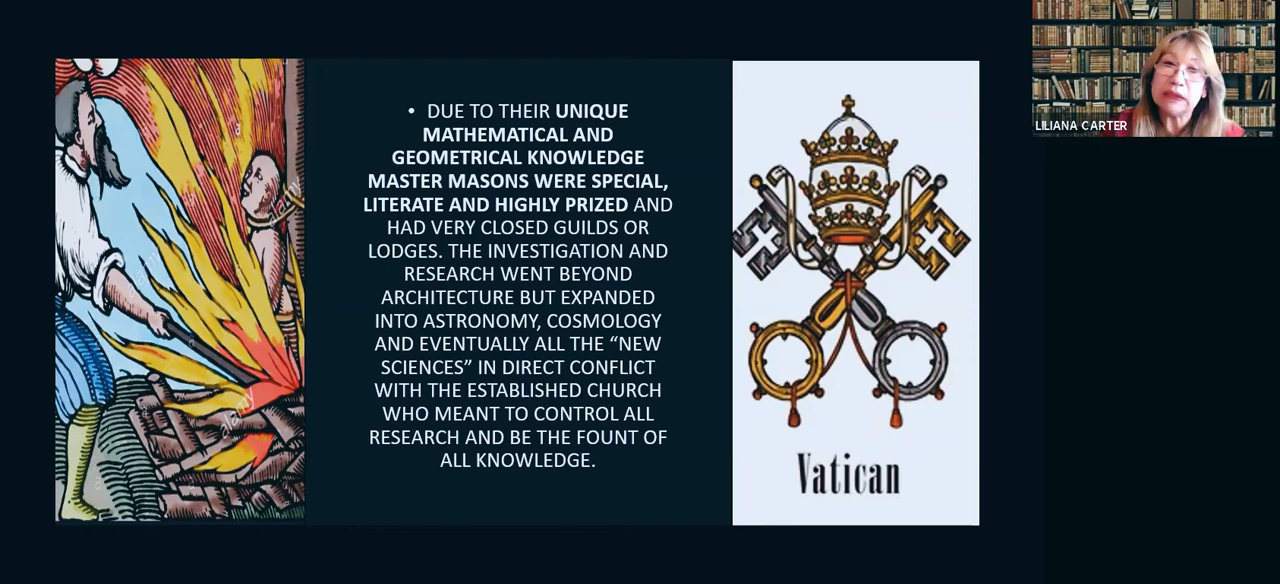 • DUE TO THEIR UNIQUE
MATHEMATICAL AND
GEOMETRICAL KNOWLEDGE
MASTER MASONS WERE SPECIAL,
LITERATE AND HIGHLY PRIZED AND
HAD VERY CLOSED GUILDS OR
LODGES. THE INVESTIGATION AND
RESEARCH WENT BEYOND
ARCHITECTURE BUT EXPANDED
INTO ASTRONOMY, COSMOLOGY
AND EVENTUALLY ALL THE “NEW
SCIENCES” IN DIRECT CONFLICT
WITH THE ESTABLISHED CHURCH
WHO MEANT TO CONTROL ALL
RESEARCH AND BE THE FOUNT OF
ALL KNOWLEDGE.
Vatican
LILIANA CARTER
alamy
alamy